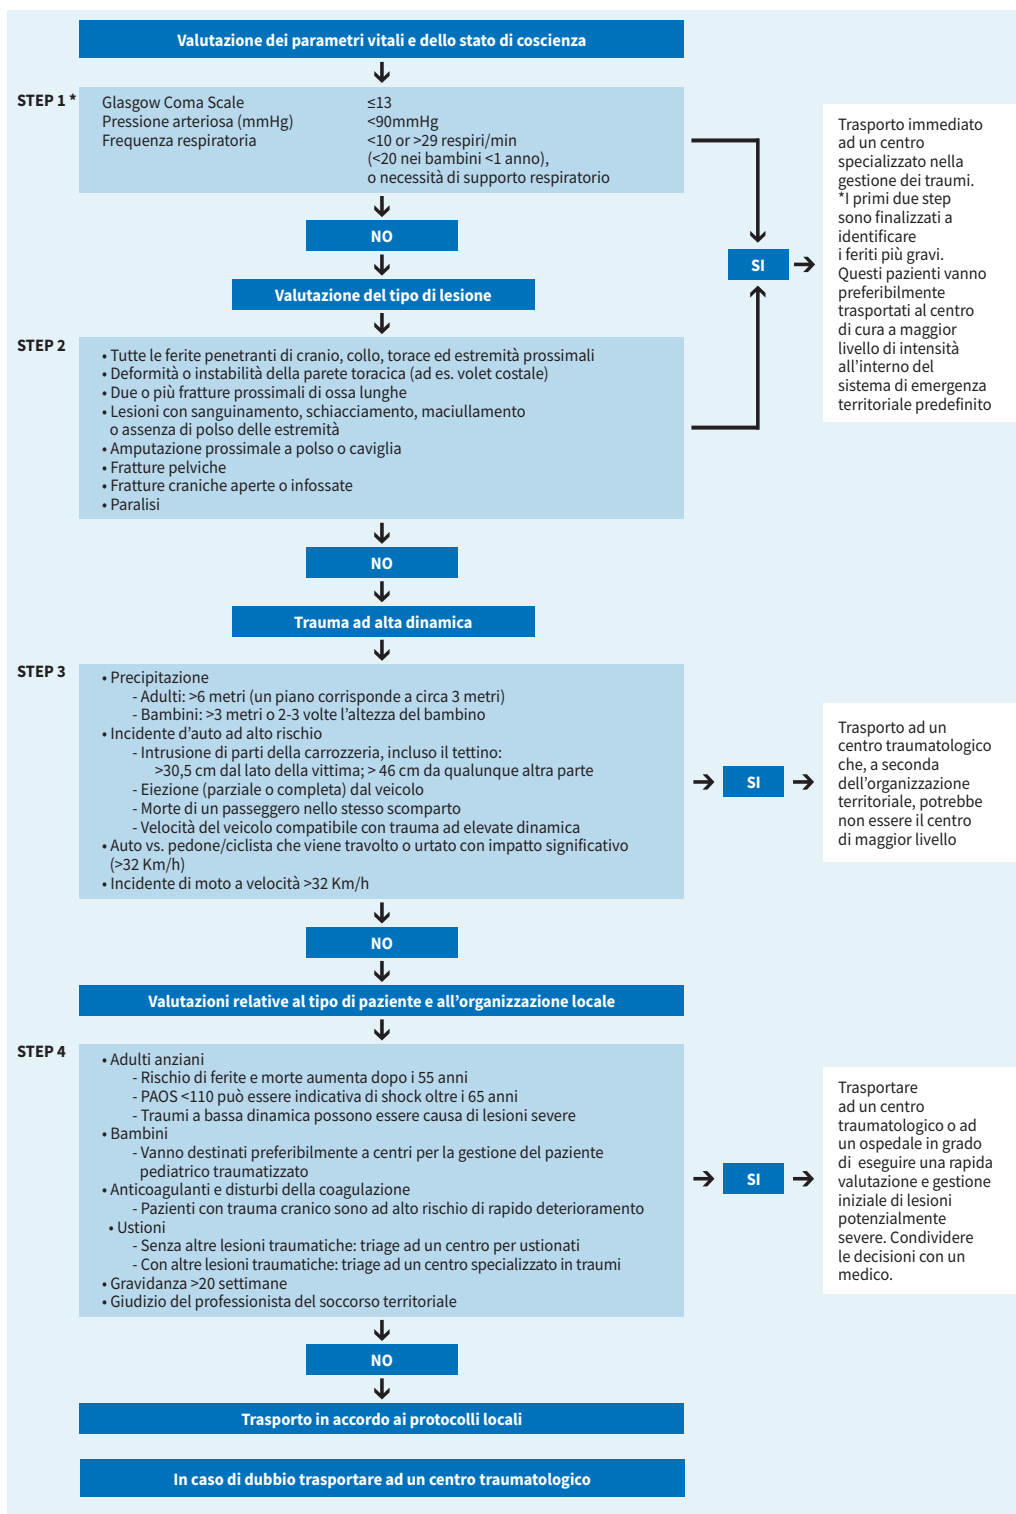 Valutazione dei parametri vitali e dello stato di coscienza
STEP 1 *
Glasgow Coma Scale ≤13
Pressione arteriosa (mmHg) <90mmHg
Frequenza respiratoria <10 or >29 respiri/min
(<20 nei bambini <1 anno),
o necessità di supporto respiratorio
NO
SI
Trasporto immediato
ad un centro
specializzato nella
gestione dei traumi.
*I primi due step
sono finalizzati a
identificare
i feriti più gravi.
Questi pazienti vanno
preferibilmente
trasportati al centro
di cura a maggior
livello di intensità
all'interno del
sistema di emergenza
territoriale predefinito
Valutazione del tipo di lesione
STEP 2
• Tutte le ferite penetranti di cranio, collo, torace ed estremità prossimali
• Deformità o instabilità della parete toracica (ad es. volet costale)
• Due o più fratture prossimali di ossa lunghe
• Lesioni con sanguinamento, schiacciamento, maciullamento
o assenza di polso delle estremità
• Amputazione prossimale a polso o caviglia
• Fratture pelviche
• Fratture craniche aperte o infossate
• Paralisi
NO
Trauma ad alta dinamica
STEP 3
• Precipitazione
- Adulti: >6 metri (un piano corrisponde a circa 3 metri)
- Bambini: >3 metri o 2-3 volte l'altezza del bambino
• Incidente d'auto ad alto rischio
- Intrusione di parti della carrozzeria, incluso il tettino:
>30,5 cm dal lato della vittima; > 46 cm da qualunque altra parte
- Eiezione (parziale o completa) dal veicolo
- Morte di un passeggero nello stesso scomparto
- Velocità del veicolo compatibile con trauma ad elevate dinamica
• Auto vs. pedone/ciclista che viene travolto o urtato con impatto significativo
(>32 Km/h)
• Incidente di moto a velocità >32 Km/h
SI
Trasporto ad un
centro traumatologico
che, a seconda
dell'organizzazione
territoriale, potrebbe
non essere il centro
di maggior livello
NO
Valutazioni relative al tipo di paziente e all'organizzazione locale
STEP 4
• Adulti anziani
- Rischio di ferite e morte aumenta dopo i 55 anni
- PAOS <110 può essere indicativa di shock oltre i 65 anni
- Traumi a bassa dinamica possono essere causa di lesioni severe
• Bambini
- Vanno destinati preferibilmente a centri per la gestione del paziente
pediatrico traumatizzato
• Anticoagulanti e disturbi della coagulazione
- Pazienti con trauma cranico sono ad alto rischio di rapido deterioramento
• Ustioni
- Senza altre lesioni traumatiche: triage ad un centro per ustionati
- Con altre lesioni traumatiche: triage ad un centro specializzato in traumi
• Gravidanza >20 settimane
• Giudizio del professionista del soccorso territoriale
SI
Trasportare
ad un centro
traumatologico o ad
un ospedale in grado
di eseguire una rapida
valutazione e gestione
iniziale di lesioni
potenzialmente
severe. Condividere
le decisioni con un
medico.
NO
Trasporto in accordo ai protocolli locali
In caso di dubbio trasportare ad un centro traumatologico